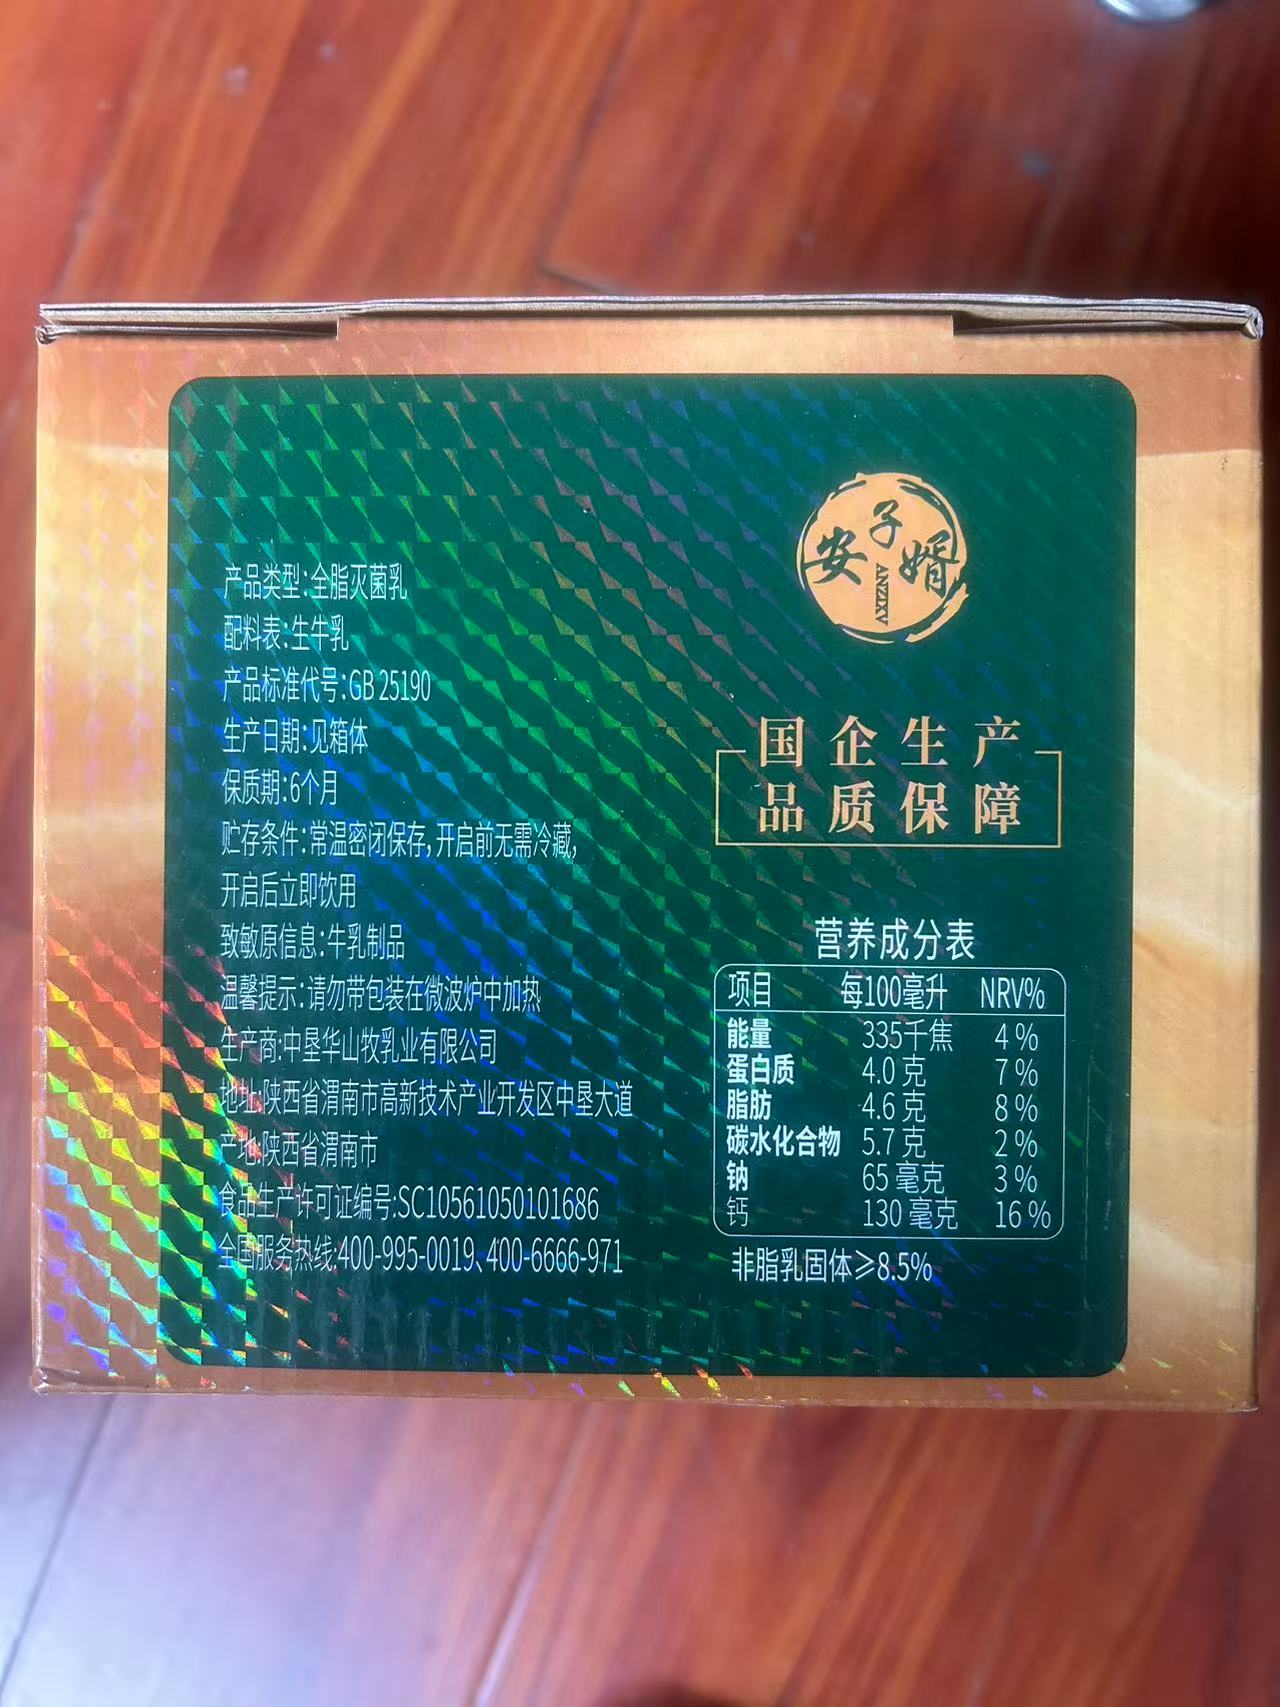 产品类型:全脂灭菌乳
配料表:生牛乳
产品标准代号:GB 25190
生产日期:见箱体
保质期:6个月
贮存条件:常温密闭保存,开启前无需冷藏,
开启后立即饮用
致敏原信息:牛乳制品
温馨提示:请勿带包装在微波炉中加热
生产商:中垦华山牧乳业有限公司
地址:陕西省渭南市高新技术产业开发区中垦大道
产地:陕西省渭南市
食品生产许可证编号:SC10561050101686
全国服务热线:400-995-0019、400-6666-971
安子婿
ANZIXV
国企生产
品质保障
营养成分表
项目 每100毫升 NRV%
能量 335千焦 4%
蛋白质 4.0克 7%
脂肪 4.6克 8%
碳水化合物 5.7克 2%
钠 65毫克 3%
钙 130毫克 16%
非脂乳固体≥8.5%